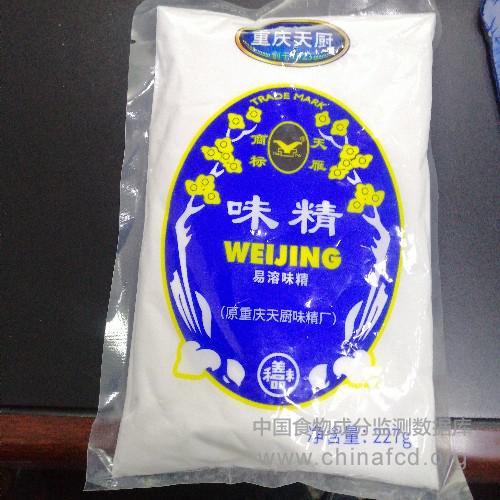 重庆天厨
TRADE MARK
商标
天雁
味精
WEIJING
易溶味精
(原重庆天厨味精厂)
净含量: 227g
中国食物成分监测数据库
www.chinafcd.org